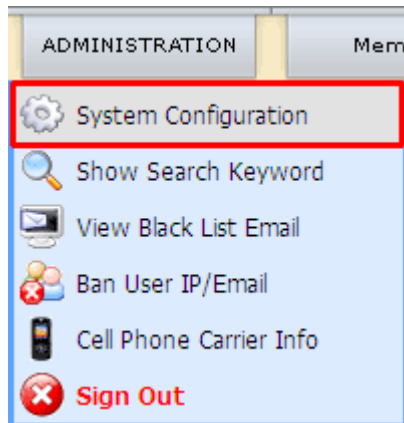 ADMINISTRATION Mem
System Configuration
Show Search Keyword
View Black List Email
Ban User IP/Email
Cell Phone Carrier Info
Sign Out